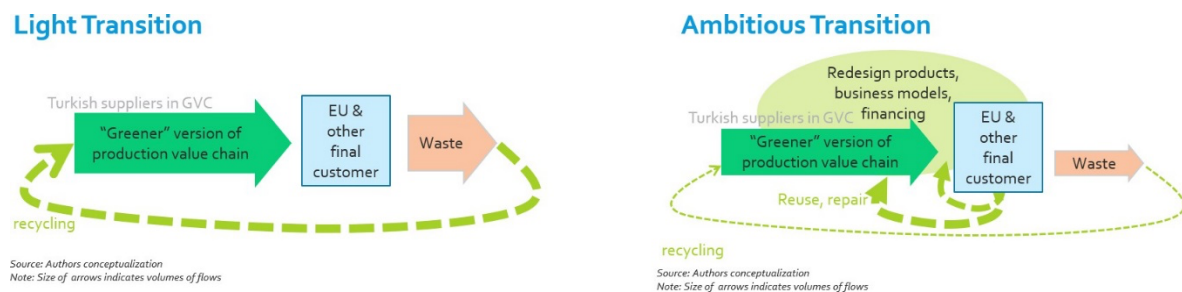 Light Transition
Turkish suppliers in GVC
“Greener” version of
production value chain
EU &
other final
customer
Waste
recycling
Source: Authors conceptualization
Note: Size of arrows indicates volumes of flows
Ambitious Transition
Redesign products,
business models,
financing
Turkish suppliers in GVC
“Greener” version of
production value chain
EU &
other
final
customer
Waste
Reuse, repair
recycling
Source: Authors conceptualization
Note: Size of arrows indicates volumes of flows